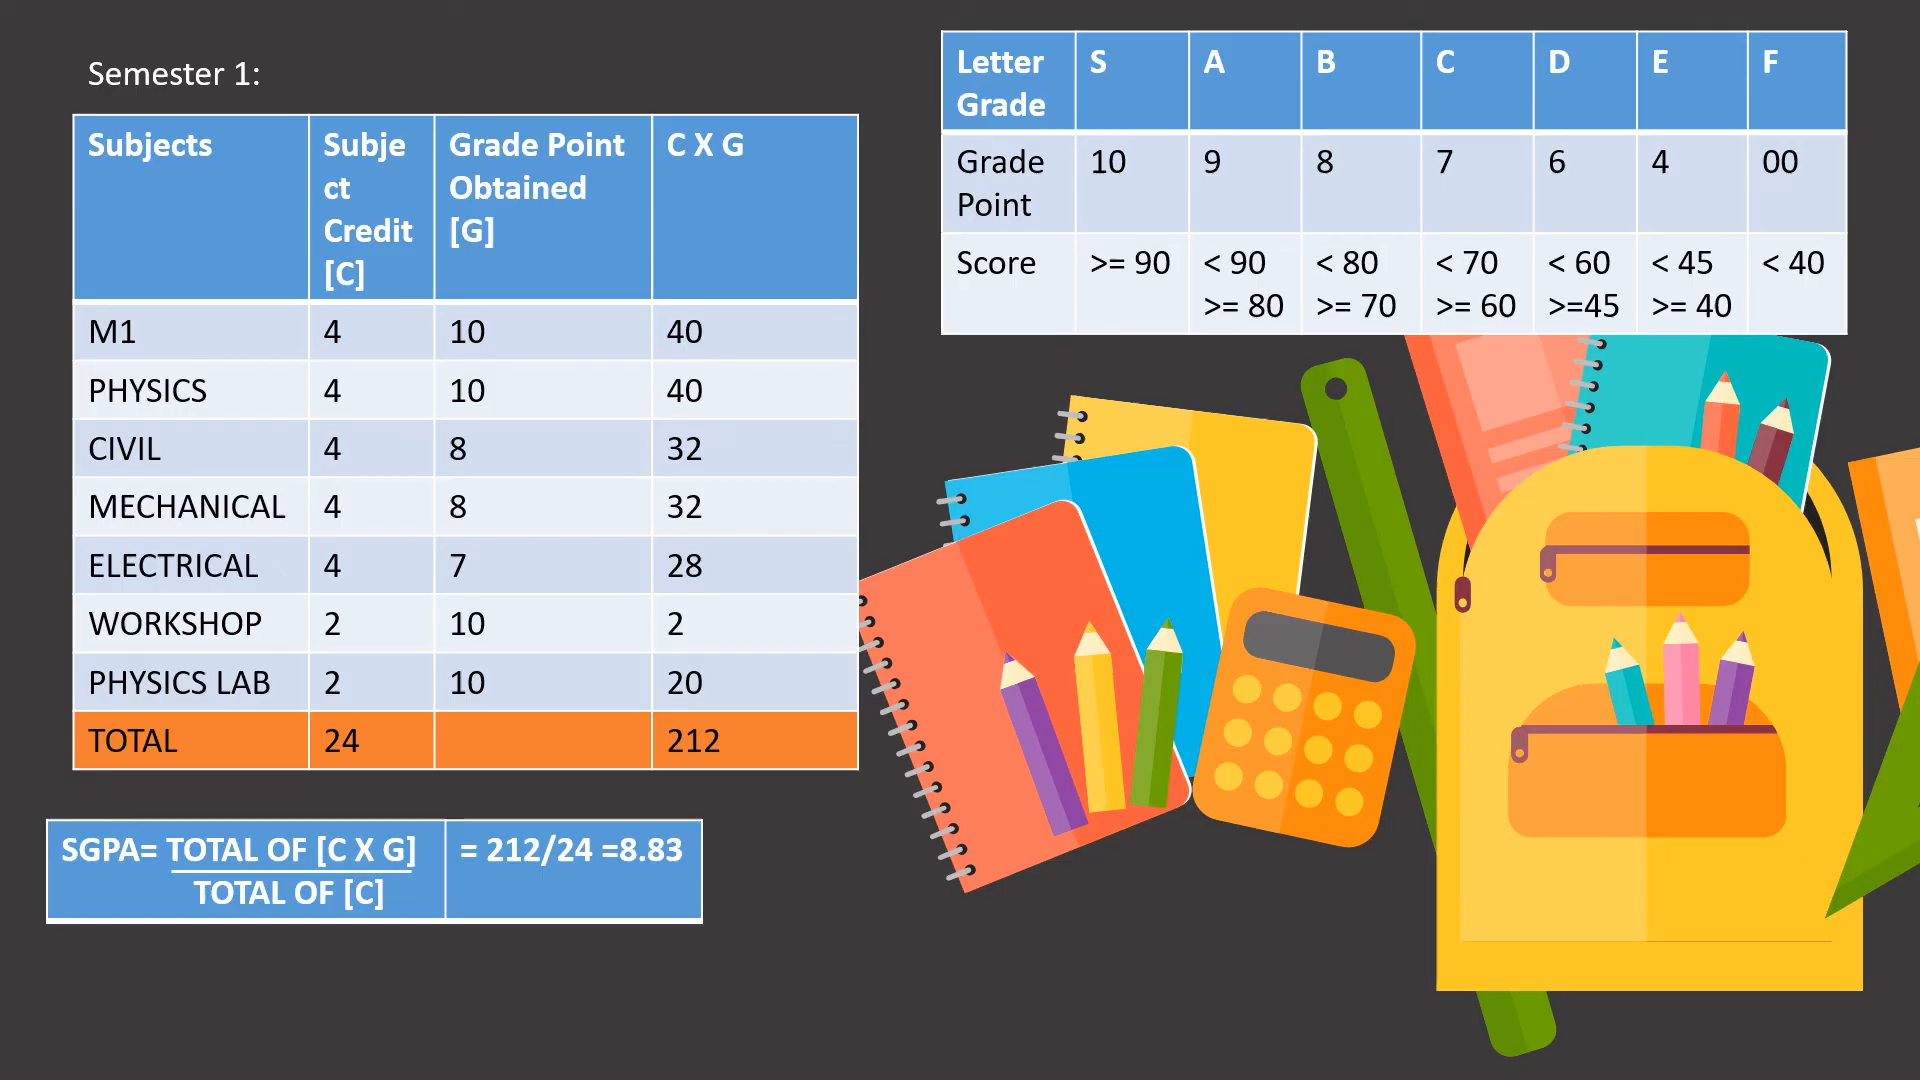 Semester 1:
Subjects Subje Grade Point C X G
ct Obtained
Credit [G]
[C]
M1 4 10 40
PHYSICS 4 10 40
CIVIL 4 8 32
MECHANICAL 4 8 32
ELECTRICAL 4 7 28
WORKSHOP 2 10 2
PHYSICS LAB 2 10 20
TOTAL 24 212
SGPA= TOTAL OF [C X G] = 212/24 =8.83
TOTAL OF [C]
Letter S A B C D E F
Grade
Grade 10 9 8 7 6 4 00
Point
Score >= 90 < 90 < 80 < 70 < 60 < 45 < 40
>= 80 >= 70 >= 60 >=45 >= 40